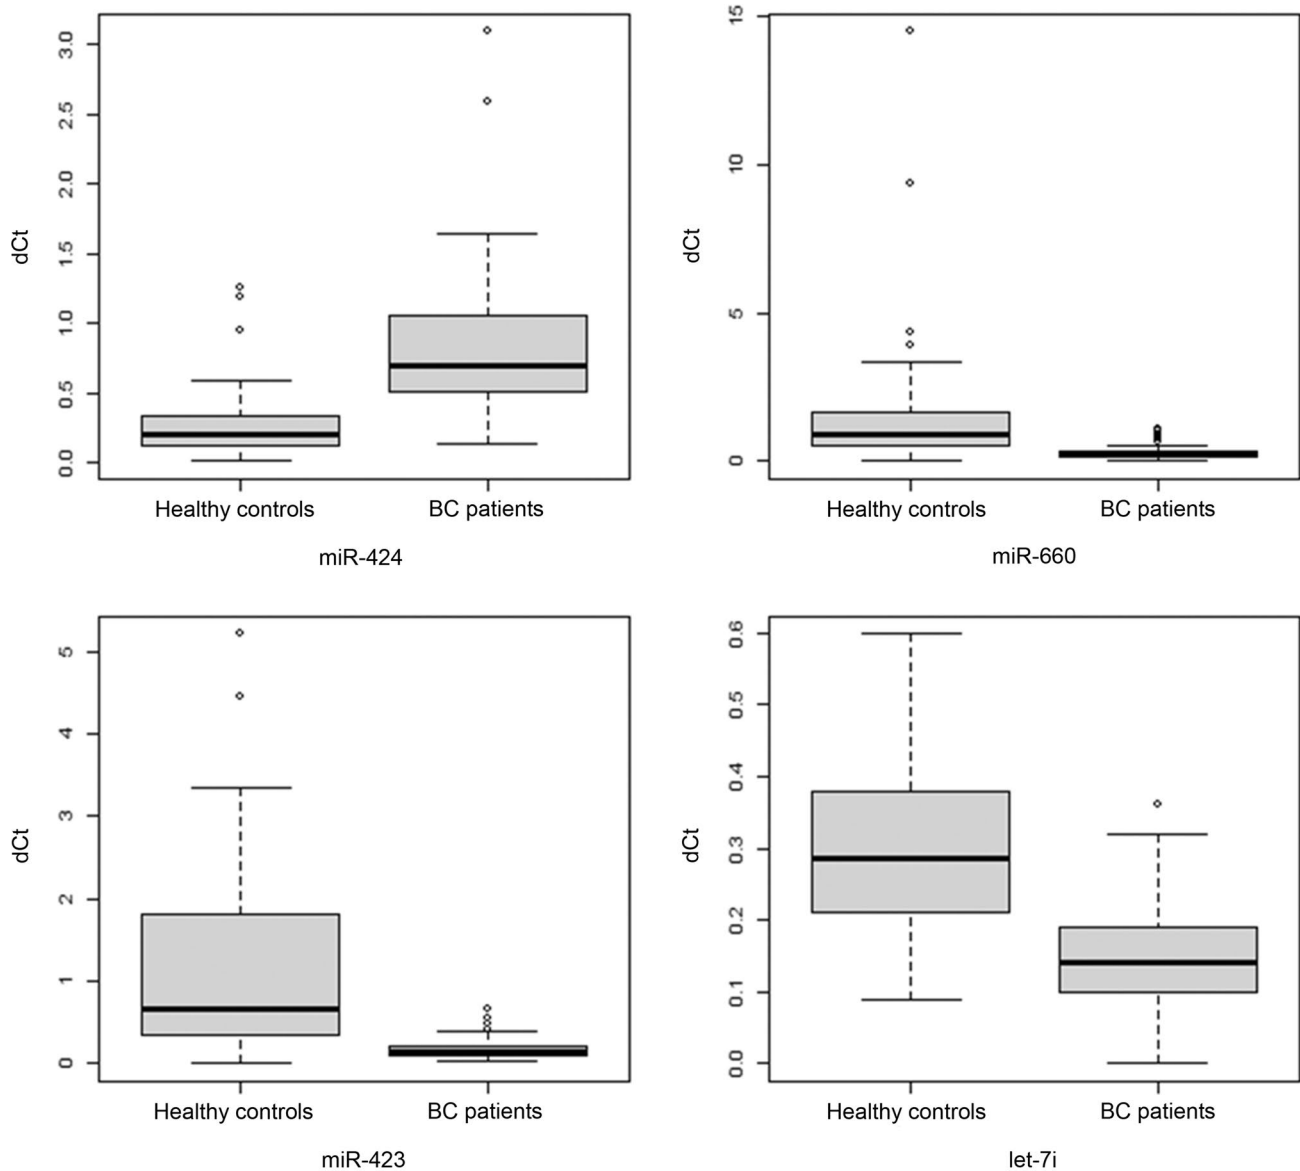 3.0
2.5
2.0
1.5
1.0
0.5
0.0
dCt
Healthy controls
BC patients
miR-424
15
10
5
0
dCt
Healthy controls
BC patients
miR-660
5
4
3
2
1
0
dCt
Healthy controls
BC patients
miR-423
0.6
0.5
0.4
0.3
0.2
0.1
0.0
dCt
Healthy controls
BC patients
let-7i